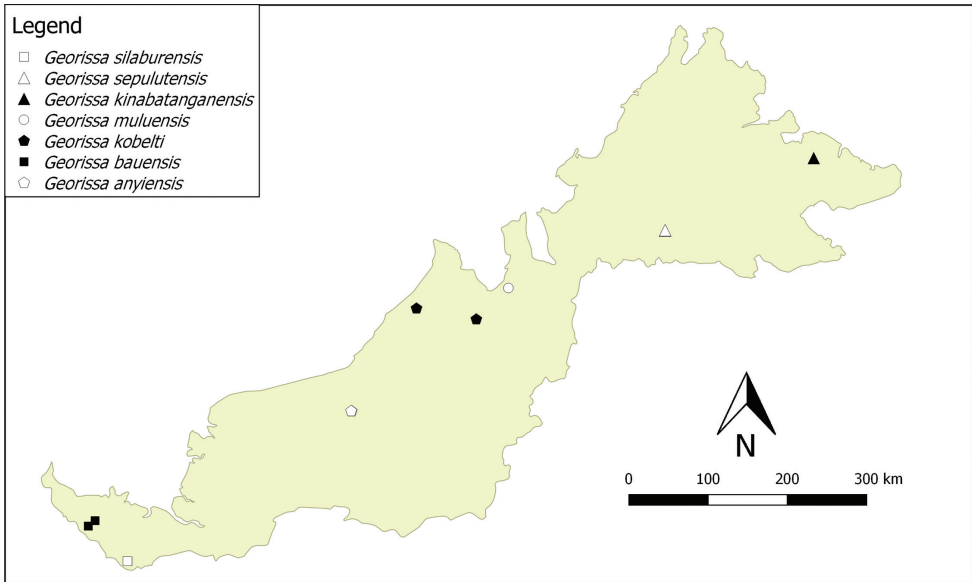 Legend
Georissa silaburensis
Georissa sepulutensis
Georissa kinabatanganensis
Georissa muluensis
Georissa kobelti
Georissa bauensis
Georissa anyiensis
N
0 100 200 300 km